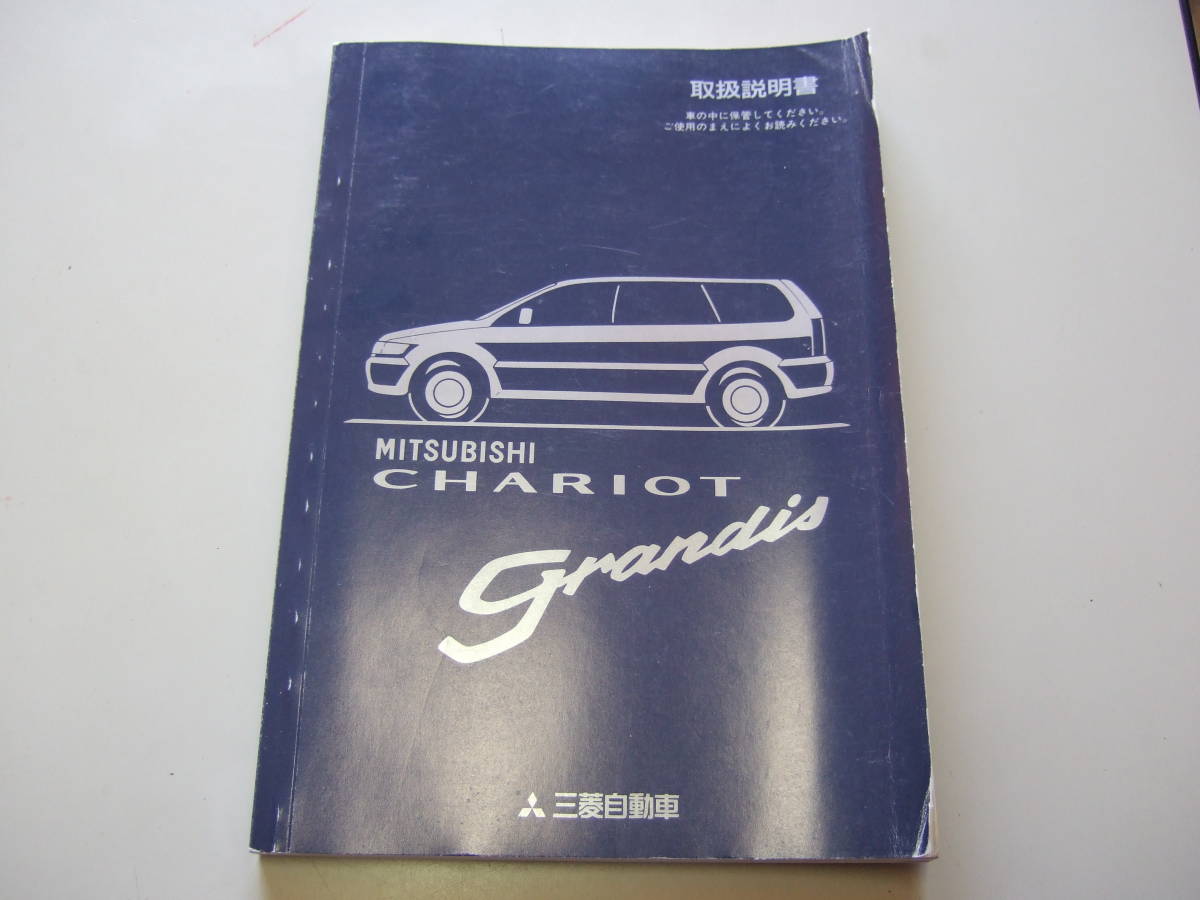 取扱説明書
車の中に保管してください。
ご使用のまえによくお読みください。
MITSUBISHI
CHARIOT
Grandis
三菱自動車